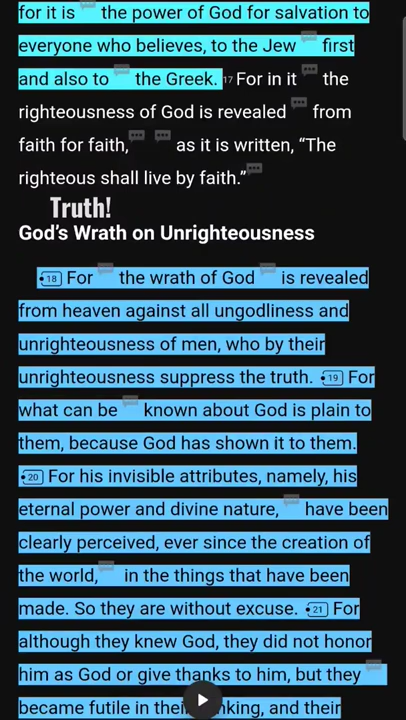 for it is the power of God for salvation to
everyone who believes, to the Jew first
and also to the Greek. 17 For in it the
righteousness of God is revealed from
faith for faith, as it is written, “The
righteous shall live by faith.”
Truth!
God’s Wrath on Unrighteousness
18 For the wrath of God is revealed
from heaven against all ungodliness and
unrighteousness of men, who by their
unrighteousness suppress the truth. 19 For
what can be known about God is plain to
them, because God has shown it to them.
20 For his invisible attributes, namely, his
eternal power and divine nature, have been
clearly perceived, ever since the creation of
the world, in the things that have been
made. So they are without excuse. 21 For
although they knew God, they did not honor
him as God or give thanks to him, but they
became futile in their nking, and their